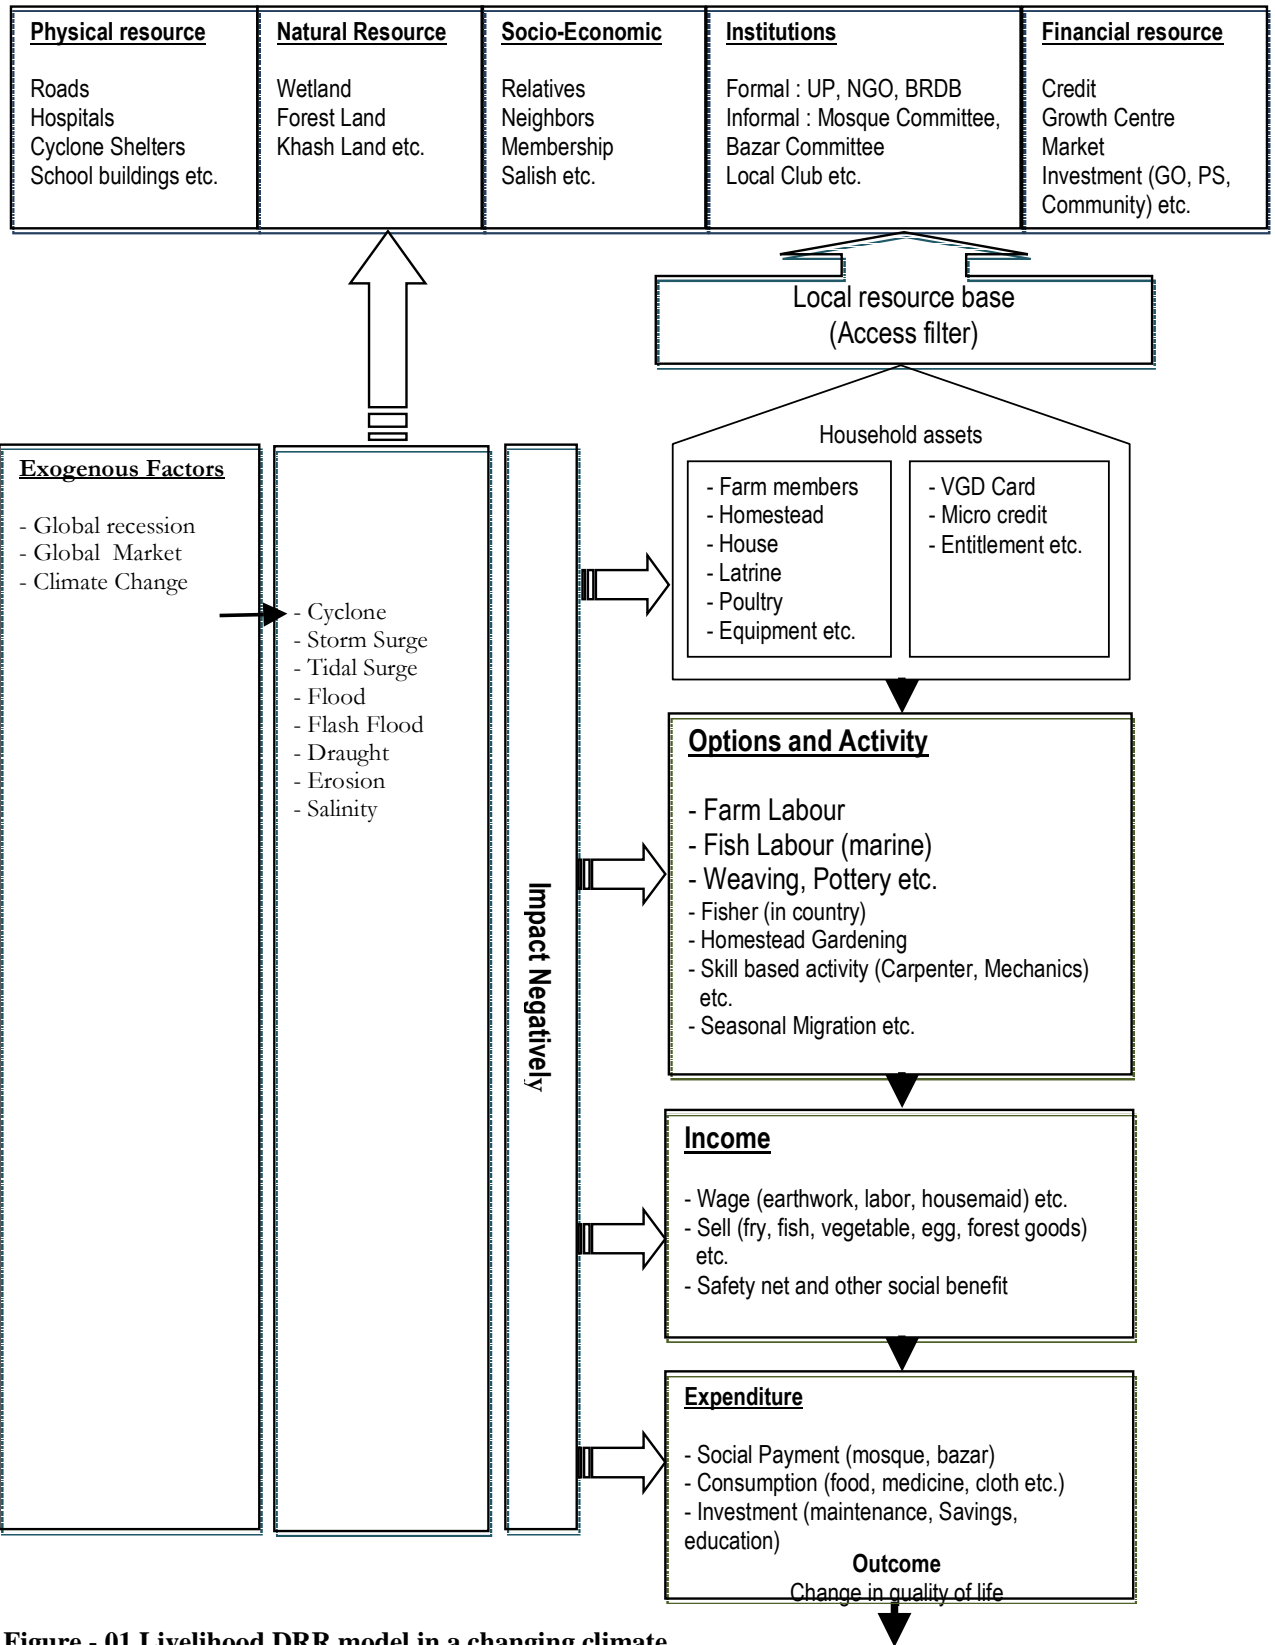 Physical resource
Roads
Hospitals
Cyclone Shelters
School buildings etc.
Natural Resource
Wetland
Forest Land
Khash Land etc.
Socio-Economic
Relatives
Neighbors
Membership
Salish etc.
Institutions
Formal : UP, NGO, BRDB
Informal : Mosque Committee,
Bazar Committee
Local Club etc.
Financial resource
Credit
Growth Centre
Market
Investment (GO, PS,
Community) etc.
Local resource base
(Access filter)
Household assets
- Farm members
- Homestead
- House
- Latrine
- Poultry
- Equipment etc.
- VGD Card
- Micro credit
- Entitlement etc.
Exogenous Factors
- Global recession
- Global Market
- Climate Change
- Cyclone
- Storm Surge
- Tidal Surge
- Flood
- Flash Flood
- Draught
- Erosion
- Salinity
Impact Negatively
Options and Activity
- Farm Labour
- Fish Labour (marine)
- Weaving, Pottery etc.
- Fisher (in country)
- Homestead Gardening
- Skill based activity (Carpenter, Mechanics)
etc.
- Seasonal Migration etc.
Income
- Wage (earthwork, labor, housemaid) etc.
- Sell (fry, fish, vegetable, egg, forest goods)
etc.
- Safety net and other social benefit
Expenditure
- Social Payment (mosque, bazar)
- Consumption (food, medicine, cloth etc.)
- Investment (maintenance, Savings,
education)
Outcome
Change in quality of life
Figure - 01 Livelihood DRR model in a changing climate